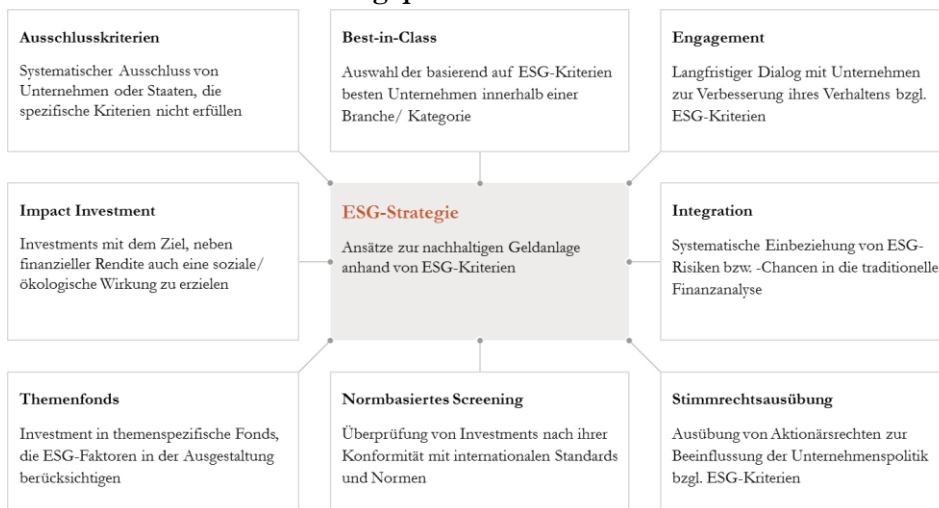 Ausschlusskriterien
Systematischer Ausschluss von
Unternehmen oder Staaten, die
spezifische Kriterien nicht erfüllen
Best-in-Class
Auswahl der basierend auf ESG-Kriterien
besten Unternehmen innerhalb einer
Branche/ Kategorie
Engagement
Langfristiger Dialog mit Unternehmen
zur Verbesserung ihres Verhaltens bzgl.
ESG-Kriterien
Impact Investment
Investments mit dem Ziel, neben
finanzieller Rendite auch eine soziale/
ökologische Wirkung zu erzielen
ESG-Strategie
Ansätze zur nachhaltigen Geldanlage
anhand von ESG-Kriterien
Integration
Systematische Einbeziehung von ESG-
Risiken bzw. -Chancen in die traditionelle
Finanzanalyse
Themenfonds
Investment in themenspezifische Fonds,
die ESG-Faktoren in der Ausgestaltung
berücksichtigen
Normbasiertes Screening
Überprüfung von Investments nach ihrer
Konformität mit internationalen Standards
und Normen
Stimmrechtsausübung
Ausübung von Aktionärsrechten zur
Beeinflussung der Unternehmenspolitik
bzgl. ESG-Kriterien